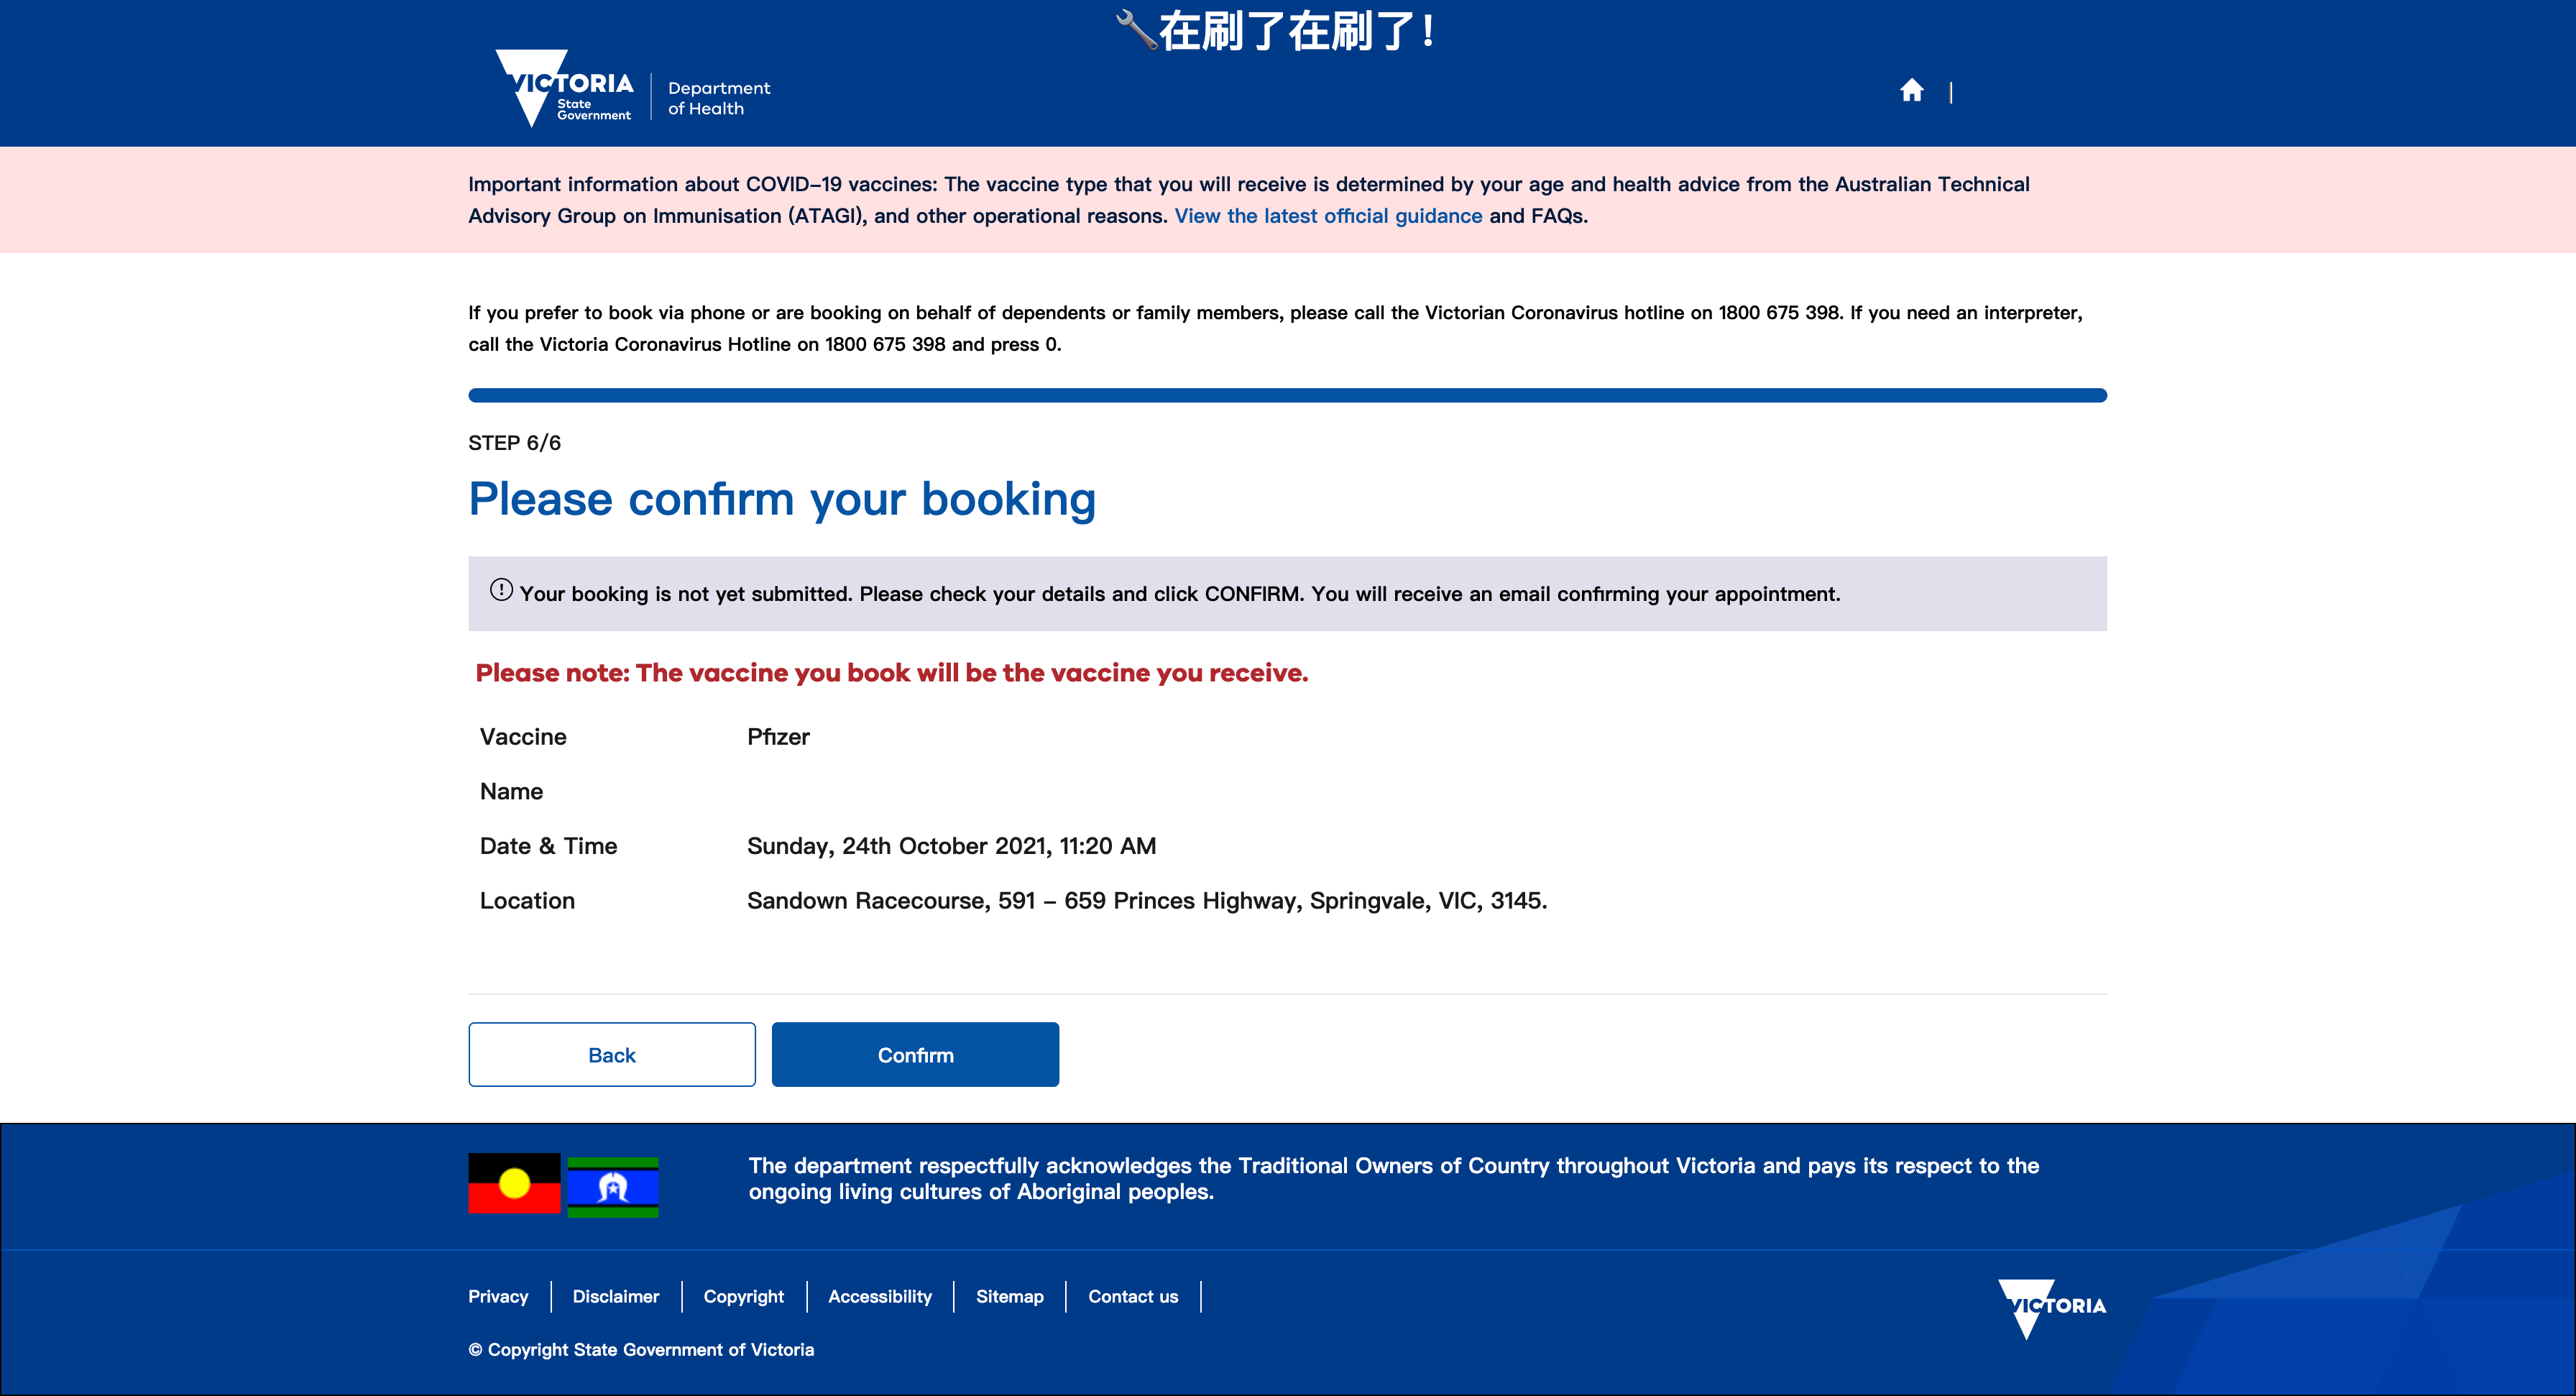 🔧在刷了在刷了！
VICTORIA
State
Government
Department
of Health
Important information about COVID-19 vaccines: The vaccine type that you will receive is determined by your age and health advice from the Australian Technical
Advisory Group on Immunisation (ATAGI), and other operational reasons. View the latest official guidance and FAQs.
If you prefer to book via phone or are booking on behalf of dependents or family members, please call the Victorian Coronavirus hotline on 1800 675 398. If you need an interpreter,
call the Victoria Coronavirus Hotline on 1800 675 398 and press 0.
STEP 6/6
Please confirm your booking
Your booking is not yet submitted. Please check your details and click CONFIRM. You will receive an email confirming your appointment.
Please note: The vaccine you book will be the vaccine you receive.
Vaccine Pfizer
Name
Date & Time Sunday, 24th October 2021, 11:20 AM
Location Sandown Racecourse, 591 – 659 Princes Highway, Springvale, VIC, 3145.
Back Confirm
The department respectfully acknowledges the Traditional Owners of Country throughout Victoria and pays its respect to the
ongoing living cultures of Aboriginal peoples.
Privacy | Disclaimer | Copyright | Accessibility | Sitemap | Contact us |
VICTORIA
© Copyright State Government of Victoria